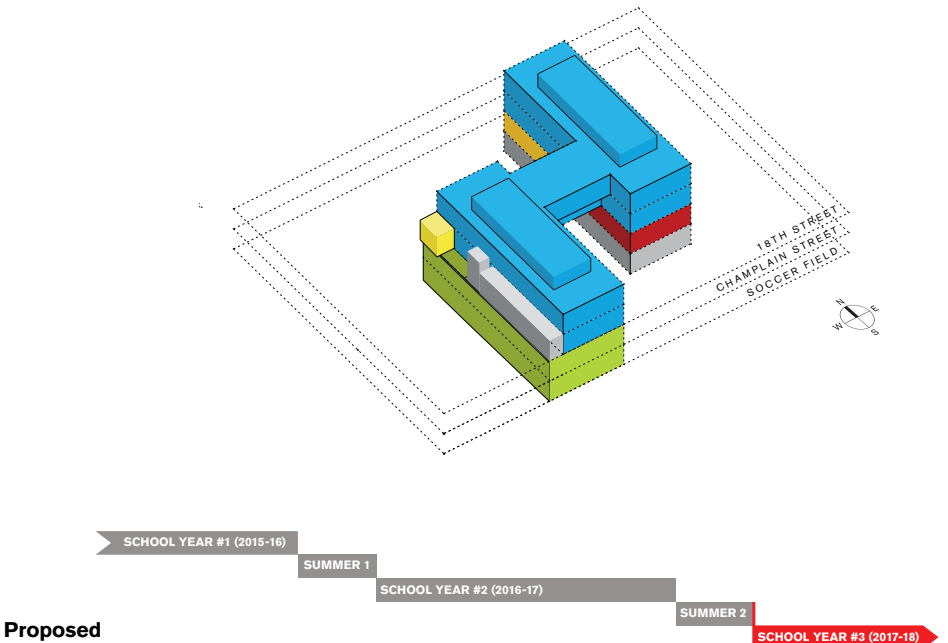 18TH STREET
CHAMPLAIN STREET
SOCCER FIELD
N
E
W
S
SCHOOL YEAR #1 (2015-16)
SUMMER 1
SCHOOL YEAR #2 (2016-17)
SUMMER 2
Proposed
SCHOOL YEAR #3 (2017-18)